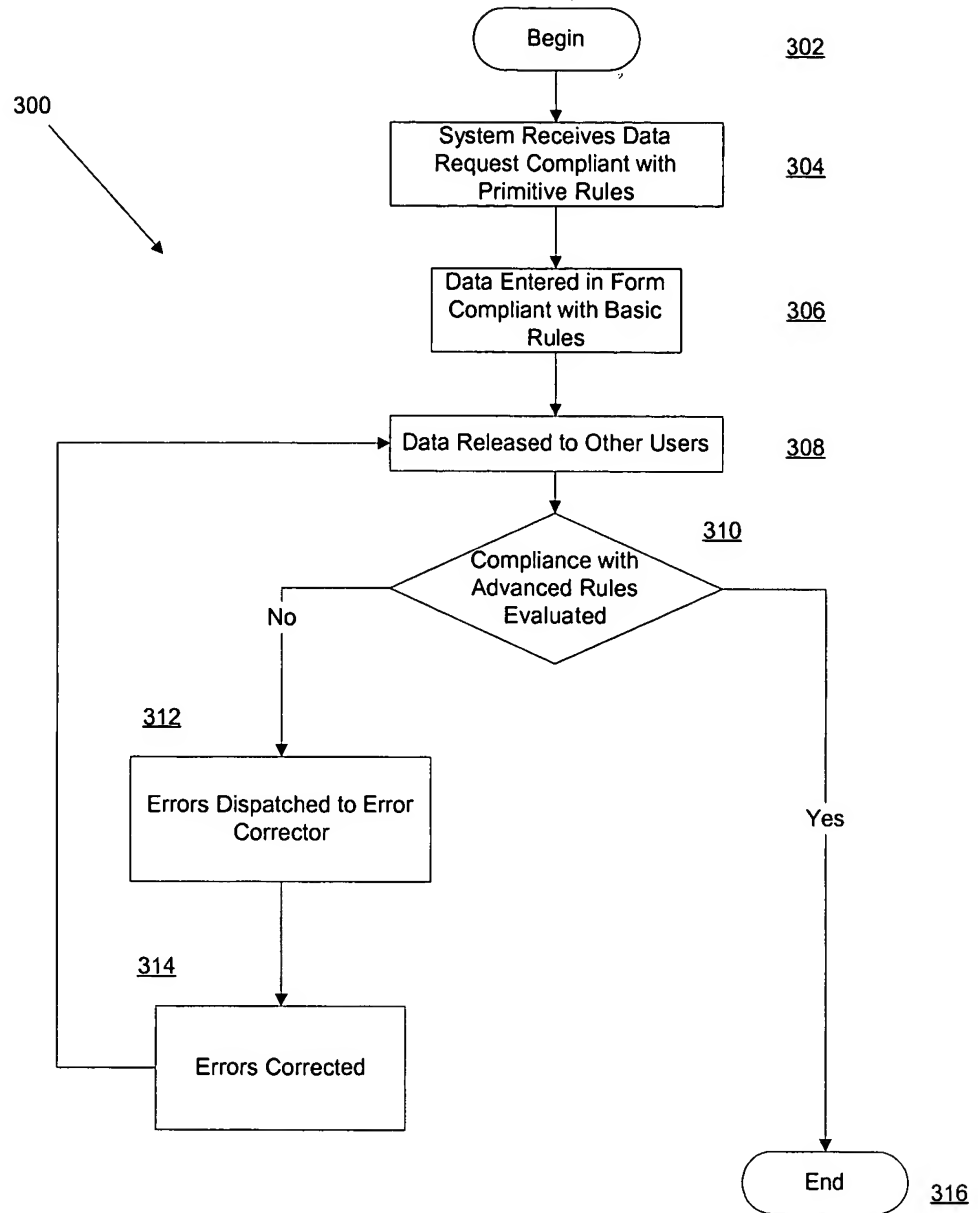 Begin
302
300
System Receives Data
Request Compliant with
Primitive Rules
304
Data Entered in Form
Compliant with Basic
Rules
306
Data Released to Other Users
308
310
Compliance with
Advanced Rules
Evaluated
No
312
Errors Dispatched to Error
Corrector
Yes
314
Errors Corrected
End
316